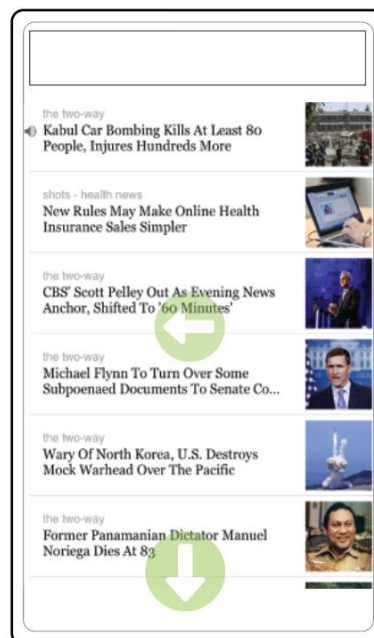 the two-way
Kabul Car Bombing Kills At Least 80
People, Injures Hundreds More
shots - health news
New Rules May Make Online Health
Insurance Sales Simpler
the two-way
CBS' Scott Pelley Out As Evening News
Anchor, Shifted To '60 Minutes'
the two-way
Michael Flynn To Turn Over Some
Subpoenaed Documents To Senate Co...
the two-way
Wary Of North Korea, U.S. Destroys
Mock Warhead Over The Pacific
the two-way
Former Panamanian Dictator Manuel
Noriega Dies At 83